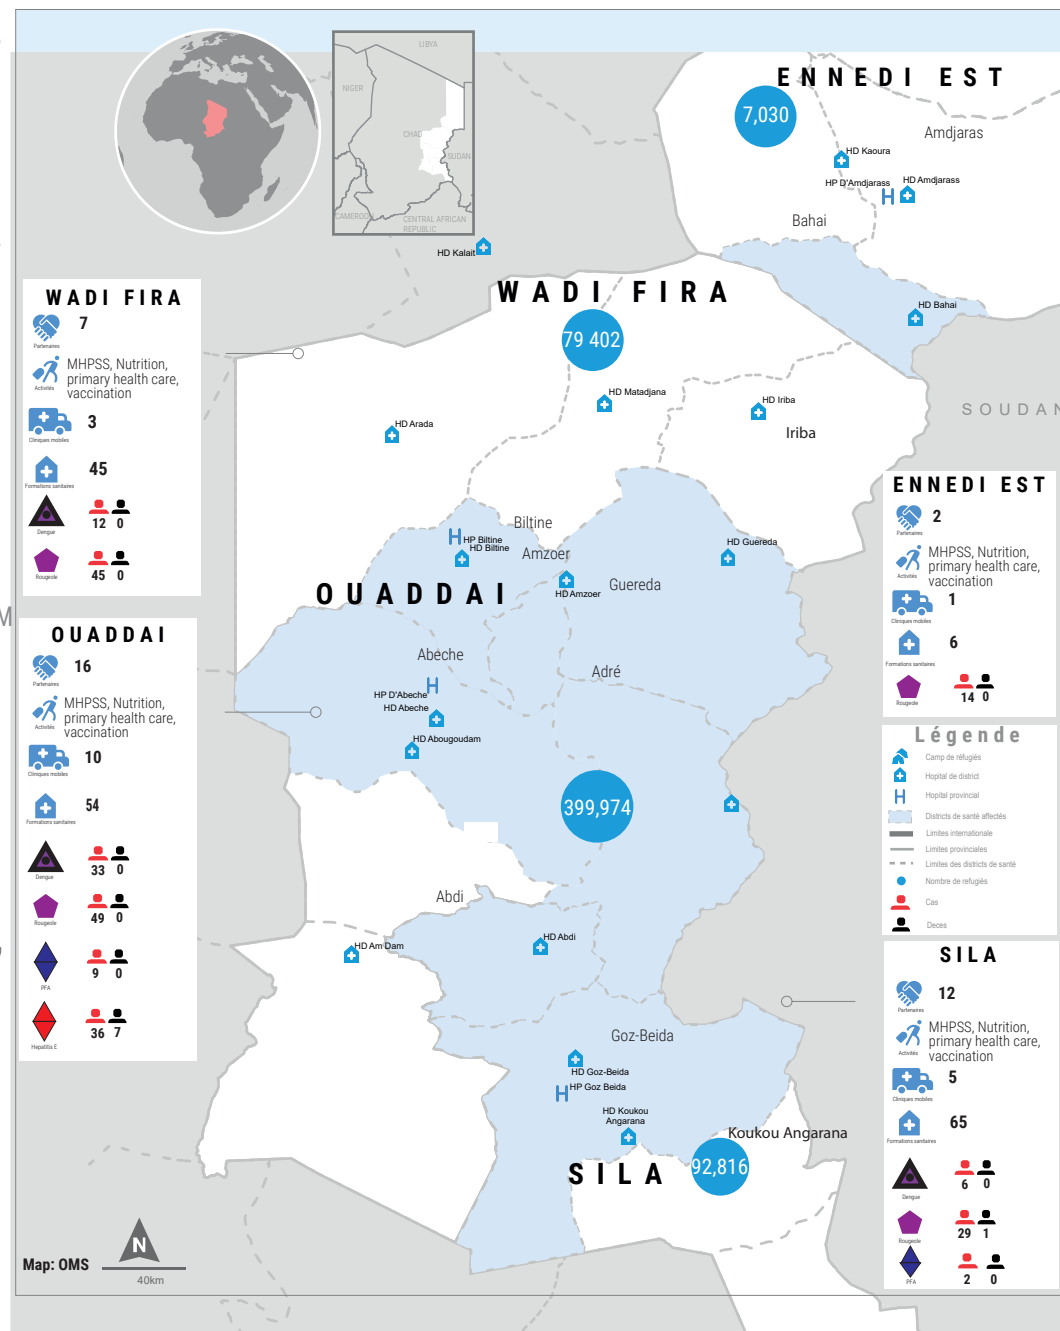 LIBYA
NIGER
CHAD
SUDAN
CAMEROON
CENTRAL AFRICAN
REPUBLIC
ENNEDI EST
7,030
Amdjaras
HD Kaoura
HP D'Amdjarass
HD Amdjarass
Bahai
HD Kalait
HD Bahai
WADI FIRA
79 402
HD Matadjana
HD Iriba
Iriba
HD Arada
SOUDAN
Biltine
HP Biltine
HD Biltine
Amzoer
HD Guereda
HD Amzoer
Guereda
OUADDAI
Abeche
Adré
HP D'Abeche
HD Abeche
HD Abougoudam
399,974
Abdi
HD Am Dam
HD Abdi
Goz-Beida
HD Goz-Beida
HP Goz Beida
HD Koukou
Angarana
Koukou Angarana
SILA
92,816
WADI FIRA
7
Partenaires
MHPSS, Nutrition,
primary health care,
vaccination
Activités
3
Cliniques mobiles
45
Formations sanitaires
12 0
Dengue
45 0
Rougeole
M
OUADDAI
16
Partenaires
MHPSS, Nutrition,
primary health care,
vaccination
Activités
10
Cliniques mobiles
54
Formations sanitaires
33 0
Dengue
49 0
Rougeole
9 0
PFA
36 7
Hepatitis E
ENNEDI EST
2
Partenaires
MHPSS, Nutrition,
primary health care,
vaccination
Activités
1
Cliniques mobiles
6
Formations sanitaires
14 0
Rougeole
Légende
Camp de réfugiés
Hopital de district
Hopital provincial
Districts de santé affectés
Limites internationale
Limites provinciales
Limites des districts de santé
Nombre de refugiés
Cas
Deces
SILA
12
Partenaires
MHPSS, Nutrition,
primary health care,
vaccination
Activités
5
Cliniques mobiles
65
Formations sanitaires
6 0
Dengue
29 1
Rougeole
2 0
PFA
N
Map: OMS
40km